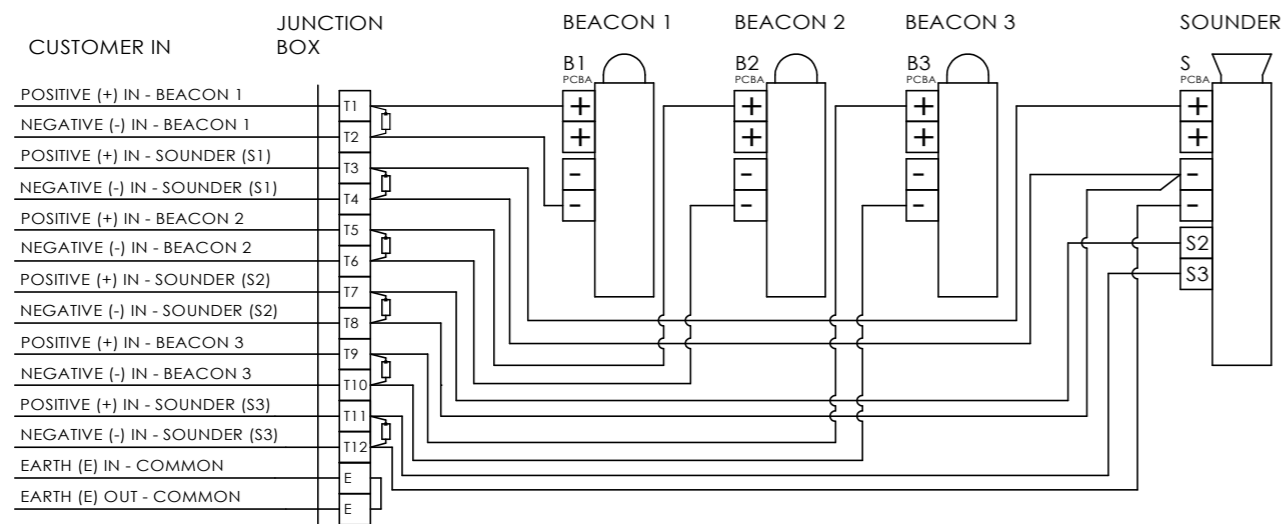 CUSTOMER IN
JUNCTION
BOX
BEACON 1
BEACON 2
BEACON 3
SOUNDER
B1
PCBA
B2
PCBA
B3
PCBA
S
PCBA
POSITIVE (+) IN - BEACON 1
NEGATIVE (-) IN - BEACON 1
POSITIVE (+) IN - SOUNDER (S1)
NEGATIVE (-) IN - SOUNDER (S1)
POSITIVE (+) IN - BEACON 2
NEGATIVE (-) IN - BEACON 2
POSITIVE (+) IN - SOUNDER (S2)
NEGATIVE (-) IN - SOUNDER (S2)
POSITIVE (+) IN - BEACON 3
NEGATIVE (-) IN - BEACON 3
POSITIVE (+) IN - SOUNDER (S3)
NEGATIVE (-) IN - SOUNDER (S3)
EARTH (E) IN - COMMON
EARTH (E) OUT - COMMON
T1
T2
T3
T4
T5
T6
T7
T8
T9
T10
T11
T12
E
E
+
+
-
-
+
+
-
-
+
+
-
-
+
+
-
-
S2
S3